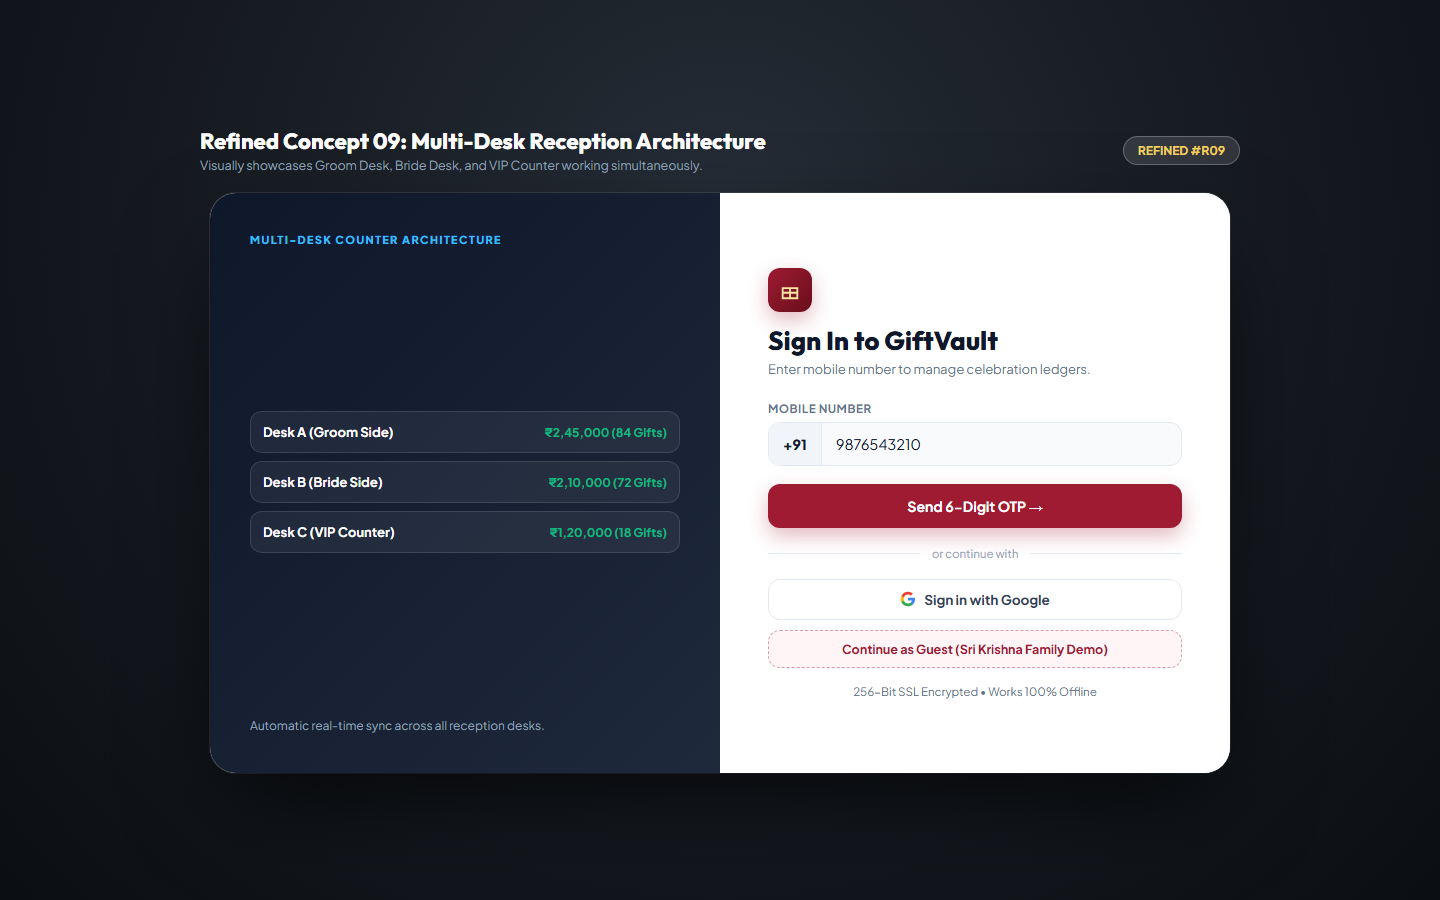 Refined Concept 09: Multi-Desk Reception Architecture
Visually showcases Groom Desk, Bride Desk, and VIP Counter working simultaneously.
REFINED #R09
MULTI-DESK COUNTER ARCHITECTURE
Desk A (Groom Side) ₹2,45,000 (84 Gifts)
Desk B (Bride Side) ₹2,10,000 (72 Gifts)
Desk C (VIP Counter) ₹1,20,000 (18 Gifts)
Automatic real-time sync across all reception desks.
Sign In to GiftVault
Enter mobile number to manage celebration ledgers.
MOBILE NUMBER
+91 9876543210
Send 6-Digit OTP →
or continue with
Sign in with Google
Continue as Guest (Sri Krishna Family Demo)
256-Bit SSL Encrypted • Works 100% Offline